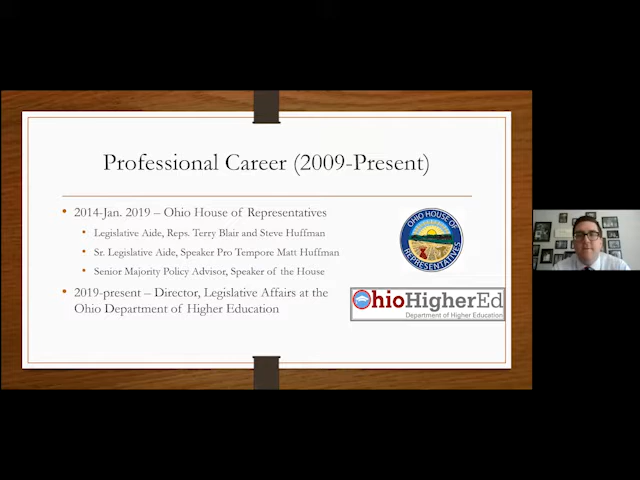 Professional Career (2009-Present)
• 2014-Jan. 2019 – Ohio House of Representatives
• Legislative Aide, Reps. Terry Blair and Steve Huffman
• Sr. Legislative Aide, Speaker Pro Tempore Matt Huffman
• Senior Majority Policy Advisor, Speaker of the House
• 2019-present – Director, Legislative Affairs at the
Ohio Department of Higher Education
OHIO HOUSE OF
REPRESENTATIVES
OhioHigherEd
Department of Higher Education